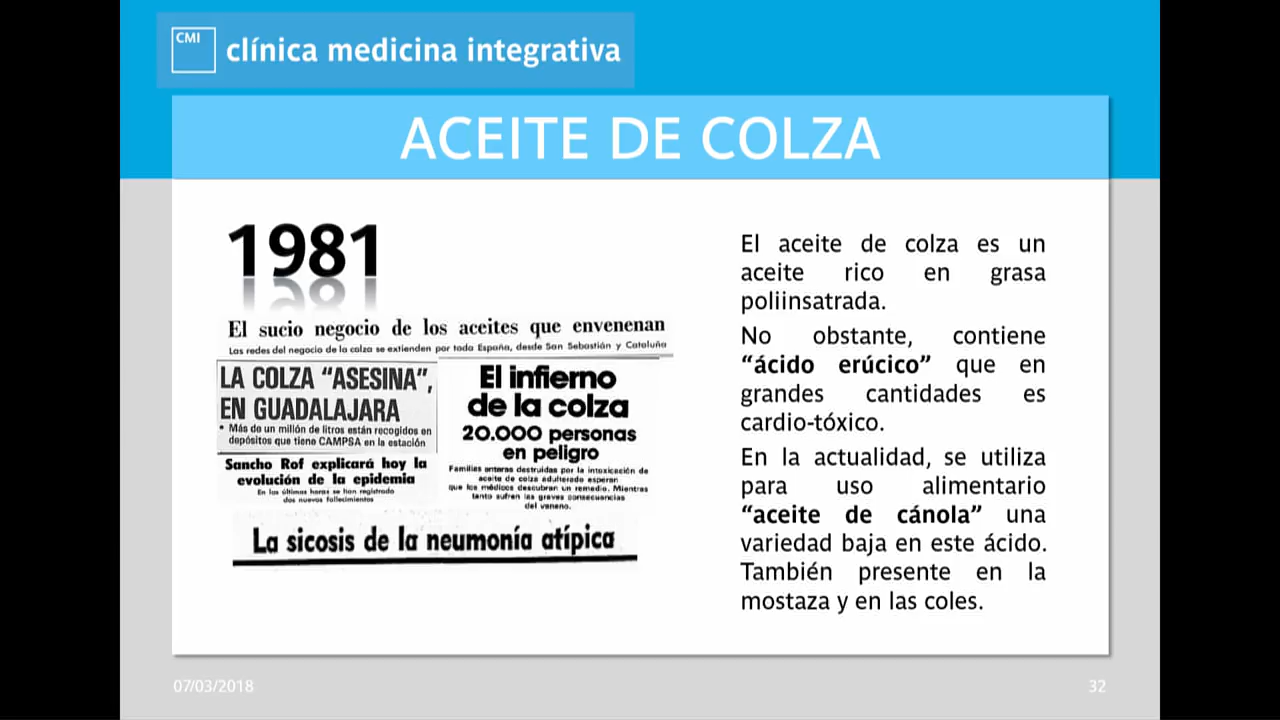 CMI
clínica medicina integrativa
ACEITE DE COLZA
1981
El sucio negocio de los aceites que envenenan
Las redes del negocio de la colza se extienden por toda España, desde San Sebastián y Cataluña
LA COLZA "ASESINA",
EN GUADALAJARA
* Más de un millón de litros están recogidos en
depósitos que tiene CAMPSA en la estación
Sancho Rof explicará hoy la
evolución de la epidemia
En las últimas horas se han registrado
dos nuevos fallecimientos
El infierno
de la colza
20.000 personas
en peligro
Familias enteras destruidas por la intoxicación de
aceite de colza adulterado esperan
que los médicos descubran un remedio. Mientras
tanto sufren las graves consecuencias
del veneno.
La sicosis de la neumonía atípica
El aceite de colza es un
aceite rico en grasa
poliinsatrada.
No obstante, contiene
“ácido erúcico” que en
grandes cantidades es
cardio-tóxico.
En la actualidad, se utiliza
para uso alimentario
“aceite de cánola” una
variedad baja en este ácido.
También presente en la
mostaza y en las coles.
07/03/2018
32